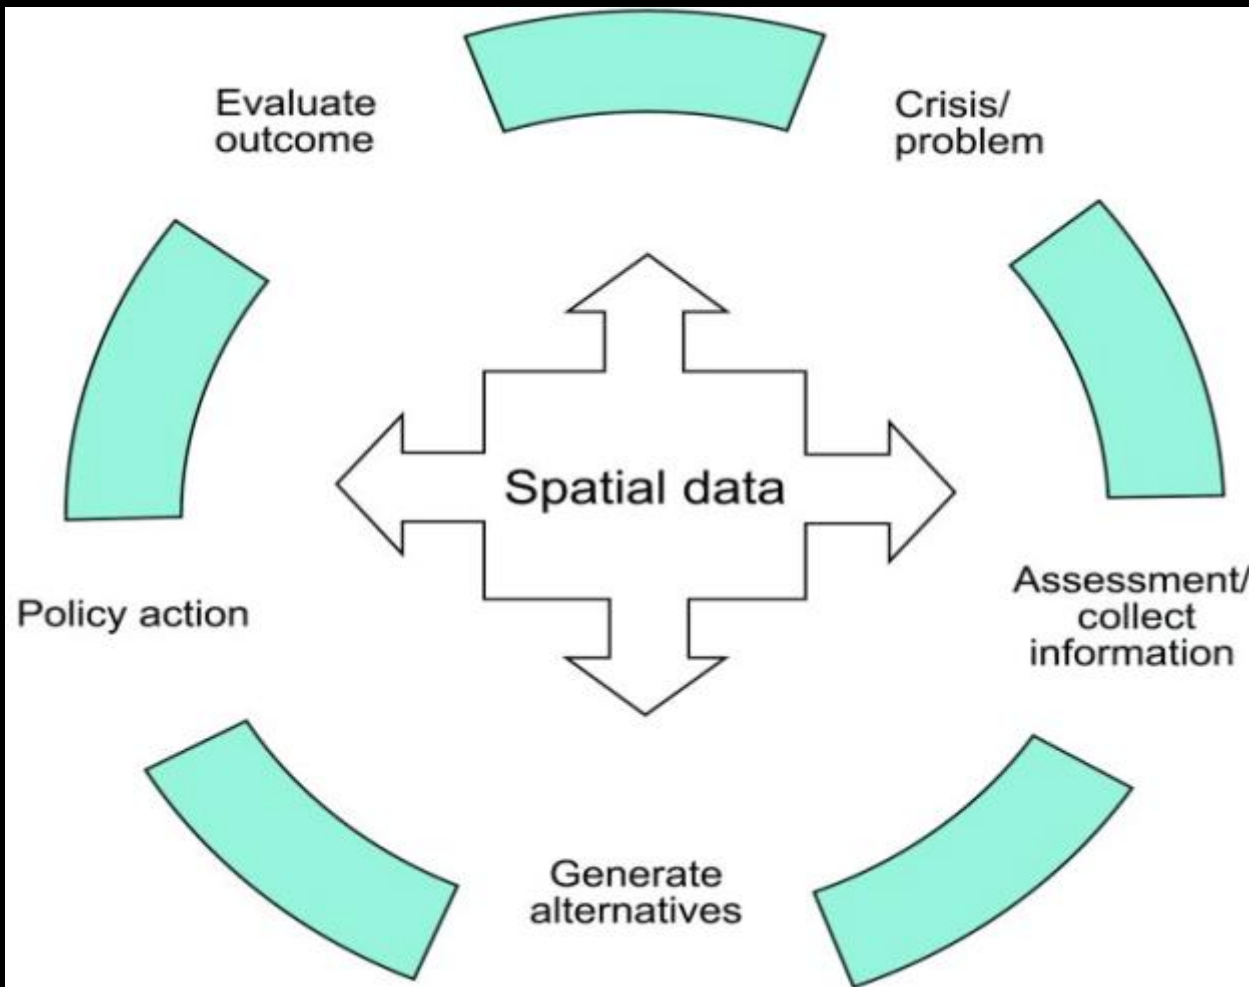 Evaluate
outcome
Crisis/
problem
Spatial data
Policy action
Assessment/
collect
information
Generate
alternatives